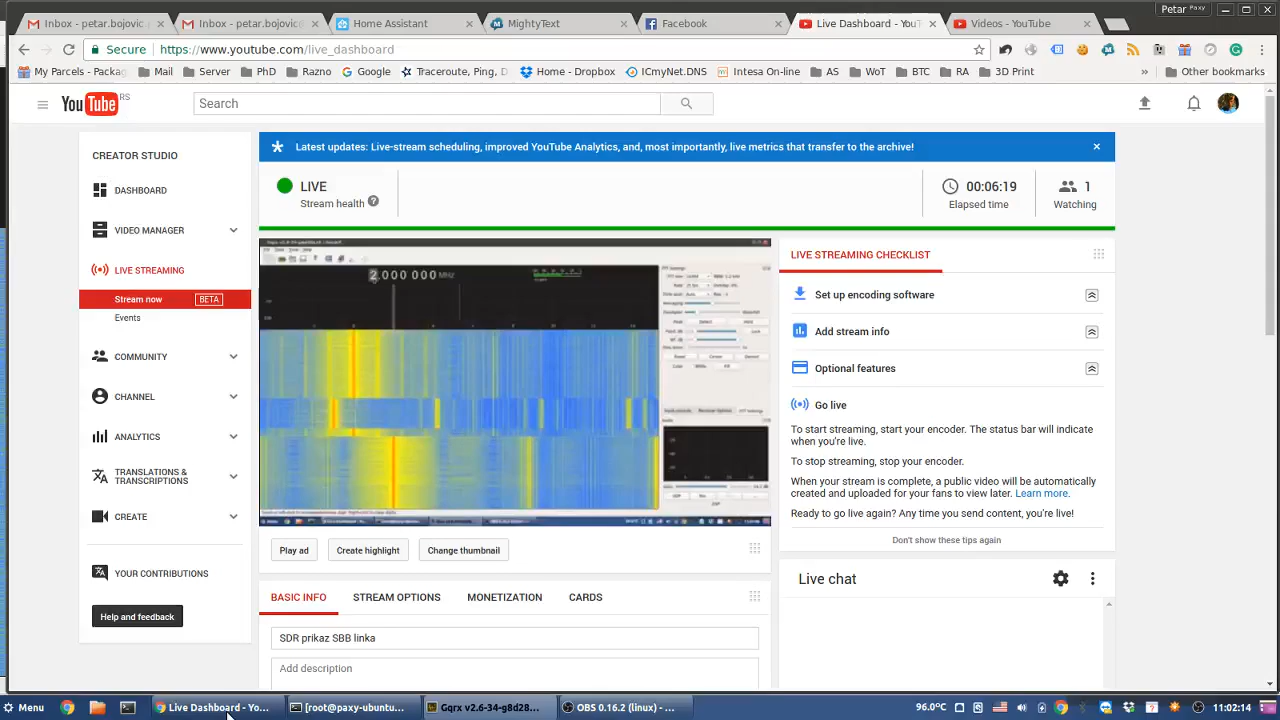 Petar Paxy
Inbox - petar.bojovic@
Inbox - petar.bojovic@
Home Assistant
MightyText
Facebook
Live Dashboard - YouT
Videos - YouTube
Secure
https://www.youtube.com/live_dashboard
My Parcels - Packag
Mail
Server
PhD
Razno
Google
Traceroute, Ping, D
Home - Dropbox
ICmyNet.DNS
Intesa On-line
AS
WoT
BTC
RA
3D Print
»
Other bookmarks
YouTube RS
Search
CREATOR STUDIO
DASHBOARD
VIDEO MANAGER
LIVE STREAMING
Stream now BETA
Events
COMMUNITY
CHANNEL
ANALYTICS
TRANSLATIONS &
TRANSCRIPTIONS
CREATE
YOUR CONTRIBUTIONS
Help and feedback
Latest updates: Live-stream scheduling, improved YouTube Analytics, and, most importantly, live metrics that transfer to the archive!
LIVE
Stream health ?
00:06:19
Elapsed time
1
Watching
2.000 000 MHz
Play ad
Create highlight
Change thumbnail
BASIC INFO
STREAM OPTIONS
MONETIZATION
CARDS
SDR prikaz SBB linka
Add description
LIVE STREAMING CHECKLIST
Set up encoding software
Add stream info
Optional features
Go live
To start streaming, start your encoder. The status bar will indicate
when you're live.
To stop streaming, stop your encoder.
When your stream is complete, a public video will be automatically
created and uploaded for your fans to view later. Learn more.
Ready to go live again? Any time you send content, you're live!
Don't show these tips again
Live chat
Menu
Live Dashboard - Yo...
[root@paxy-ubuntu...
Gqrx v2.6-34-g8d28...
OBS 0.16.2 (linux) - ...
96.0°C
11:02:14